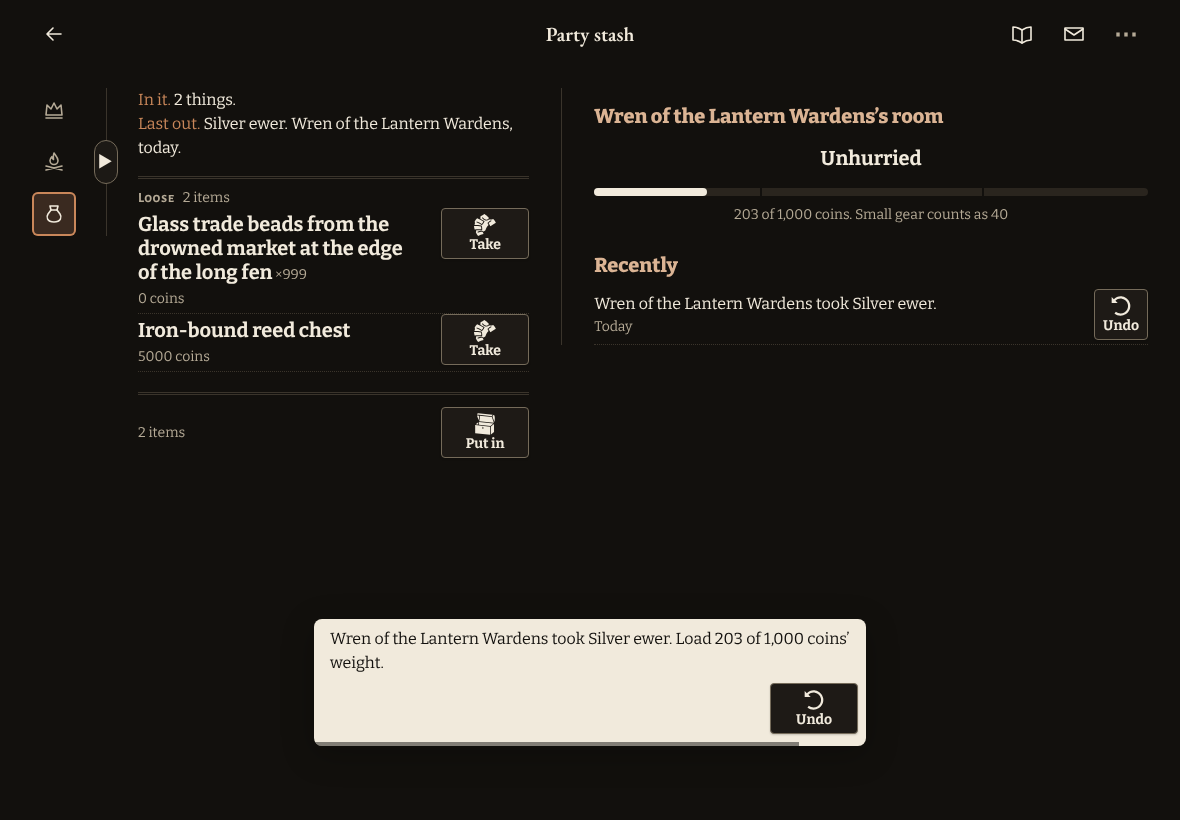 Party stash
In it. 2 things.
Last out. Silver ewer. Wren of the Lantern Wardens,
today.
LOOSE 2 items
Glass trade beads from the
drowned market at the edge
of the long fen ×999
0 coins
Take
Iron-bound reed chest
5000 coins
Take
2 items
Put in
Wren of the Lantern Wardens’s room
Unhurried
203 of 1,000 coins. Small gear counts as 40
Recently
Wren of the Lantern Wardens took Silver ewer.
Today
Undo
Wren of the Lantern Wardens took Silver ewer. Load 203 of 1,000 coins’
weight.
Undo